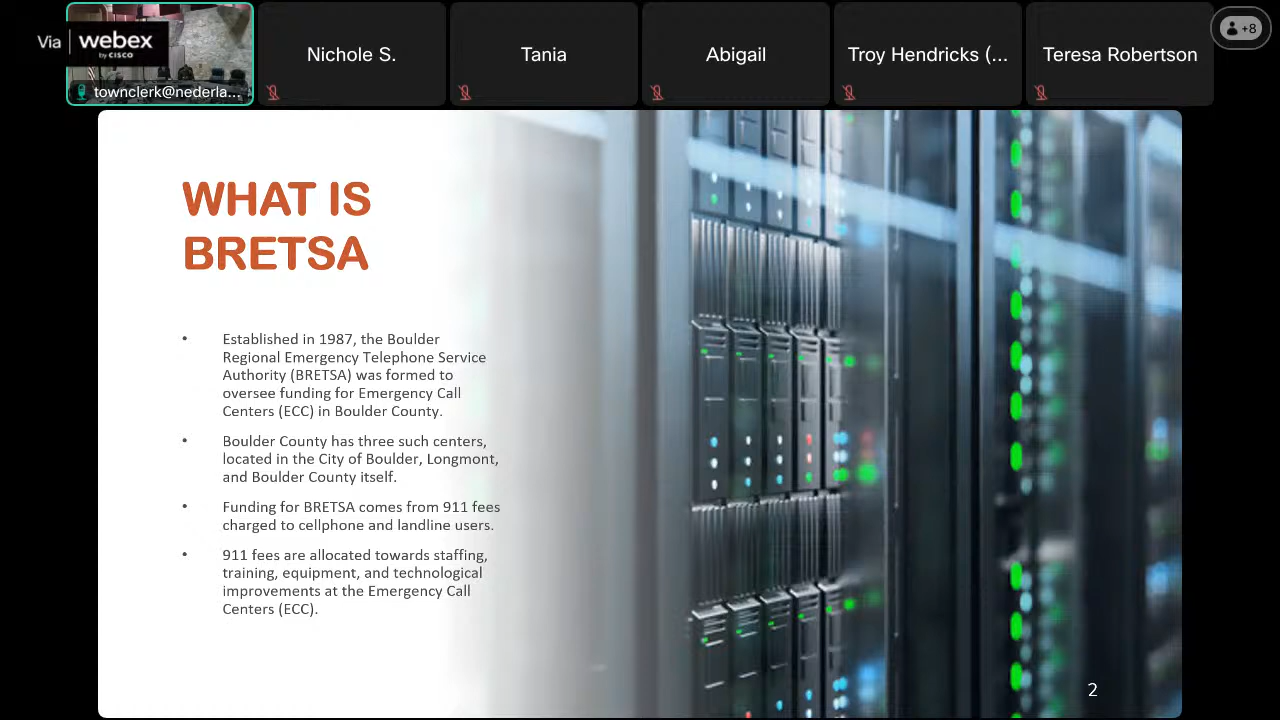 Via webex
by CISCO
townclerk@nederla...
Nichole S.
Tania
Abigail
Troy Hendricks (...
Teresa Robertson
+8
WHAT IS
BRETSA
• Established in 1987, the Boulder
Regional Emergency Telephone Service
Authority (BRETSA) was formed to
oversee funding for Emergency Call
Centers (ECC) in Boulder County.
• Boulder County has three such centers,
located in the City of Boulder, Longmont,
and Boulder County itself.
• Funding for BRETSA comes from 911 fees
charged to cellphone and landline users.
• 911 fees are allocated towards staffing,
training, equipment, and technological
improvements at the Emergency Call
Centers (ECC).
2